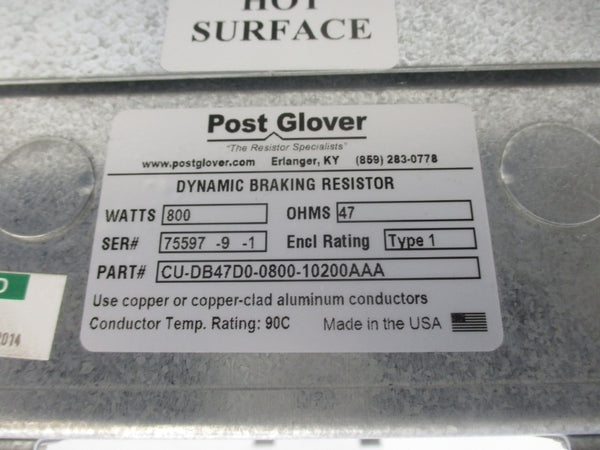 HOT
SURFACE
Post Glover
"The Resistor Specialists"
www.postglover.com Erlanger, KY (859) 283-0778
DYNAMIC BRAKING RESISTOR
WATTS 800 OHMS 47
SER# 75597 -9 -1 Encl Rating Type 1
PART# CU-DB47D0-0800-10200AAA
Use copper or copper-clad aluminum conductors
Conductor Temp. Rating: 90C Made in the USA
D
2014